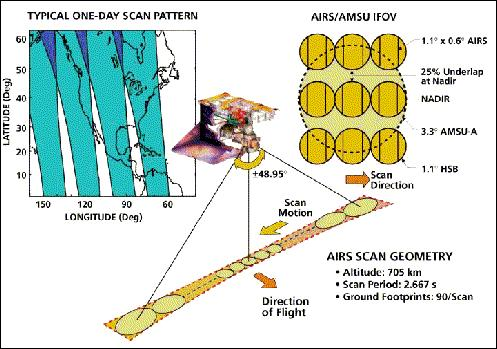 TYPICAL ONE-DAY SCAN PATTERN
60
50
40
30
20
10
LATITUDE (Deg)
150
120
90
60
LONGITUDE (Deg)
AIRS/AMSU IFOV
1.1° x 0.6° AIRS
25% Underlap
at Nadir
NADIR
3.3° AMSU-A
1.1° HSB
Scan
Direction
±48.95°
Scan
Motion
Direction
of Flight
AIRS SCAN GEOMETRY
• Altitude: 705 km
• Scan Period: 2.667 s
• Ground Footprints: 90/Scan